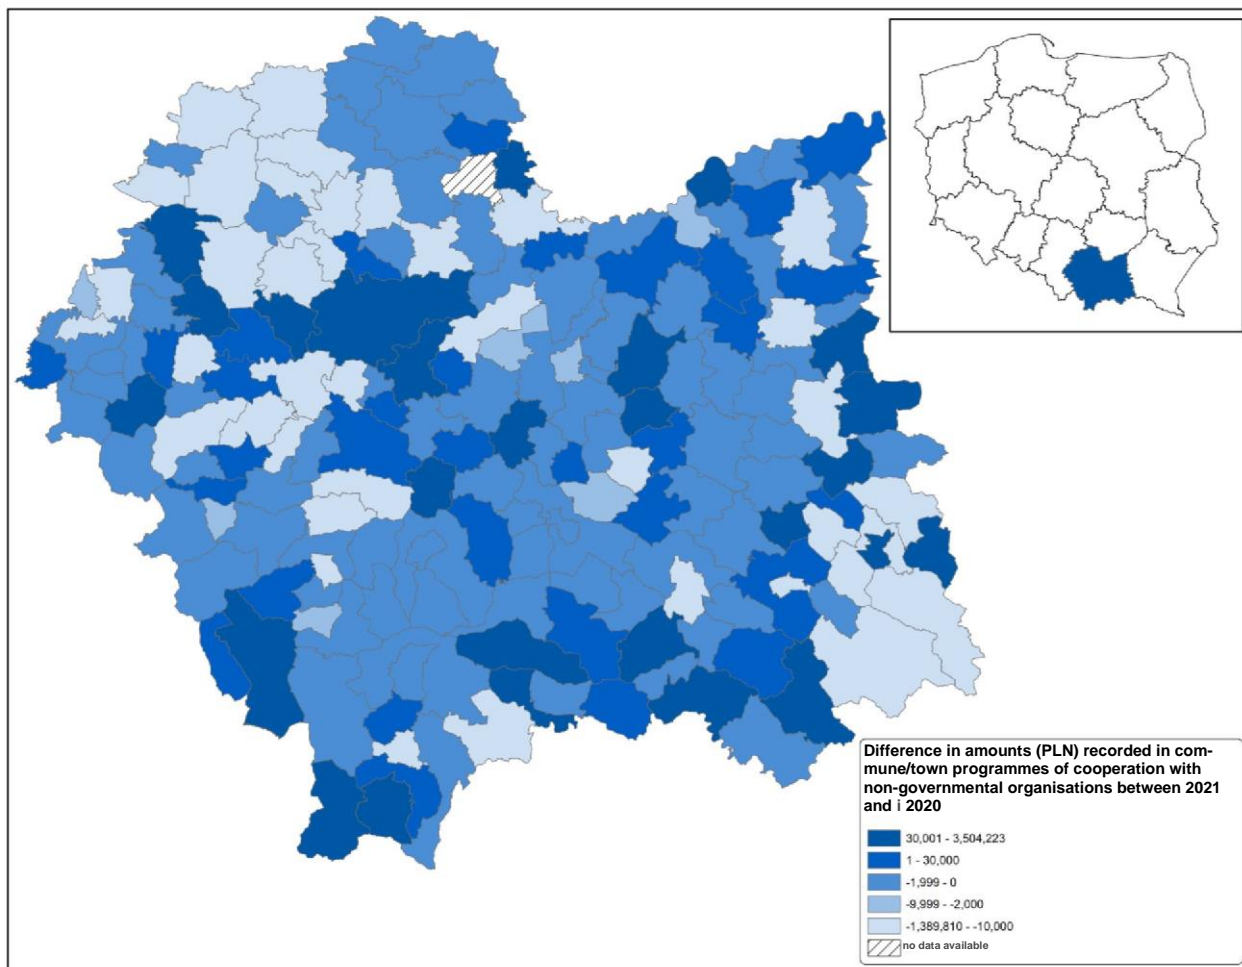 Difference in amounts (PLN) recorded in com-
mune/town programmes of cooperation with
non-governmental organisations between 2021
and i 2020
30,001 - 3,504,223
1 - 30,000
-1,999 - 0
-9,999 - -2,000
-1,389,810 - -10,000
no data available